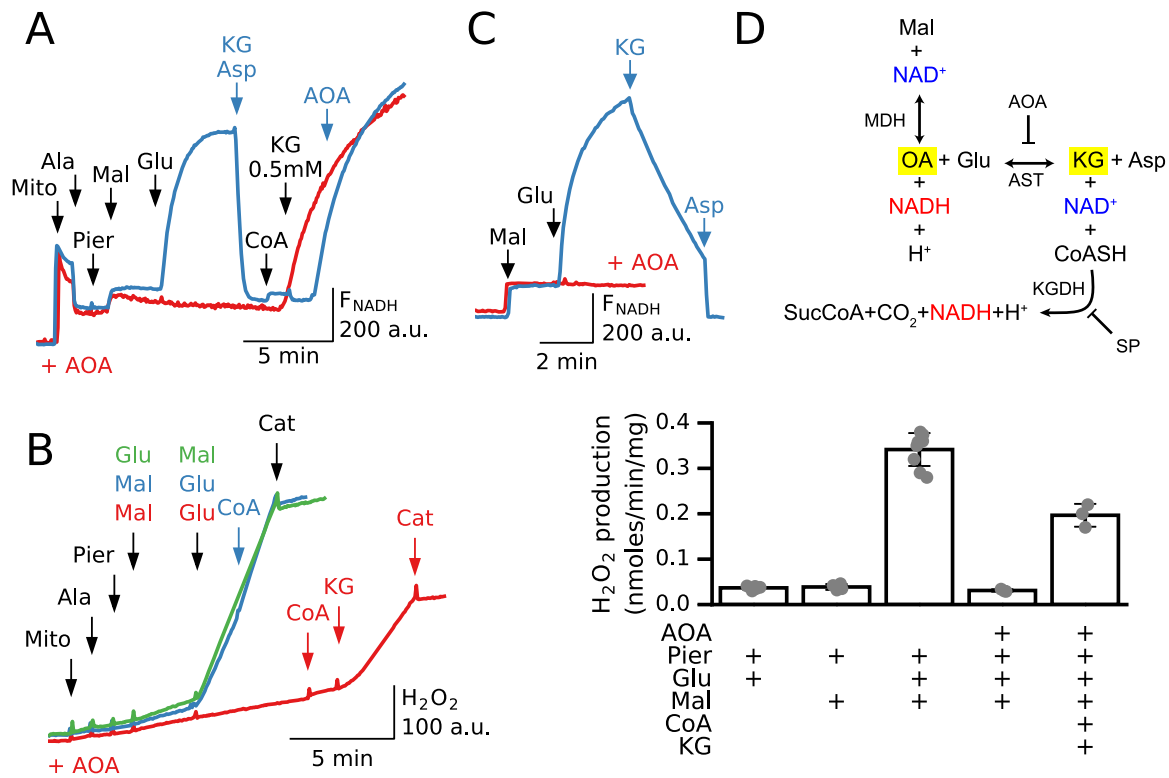 A
KG
Asp
AOA
Ala
Mal
Glu
KG
0.5mM
Mito
Pier
CoA
F_NADH
200 a.u.
5 min
+ AOA
C
KG
Glu
Asp
Mal
+ AOA
F_NADH
200 a.u.
2 min
D
Mal
+
NAD⁺
MDH
AOA
OA + Glu
AST
KG + Asp
+
NADH
+
H⁺
+
NAD⁺
+
CoASH
KGDH
SucCoA+CO₂+NADH+H⁺
SP
B
Cat
Glu
Mal
Mal
Mal
Glu
Glu
CoA
Pier
Cat
Ala
KG
Mito
CoA
H₂O₂
100 a.u.
5 min
+ AOA
H₂O₂ production
(nmoles/min/mg)
0.4
0.3
0.2
0.1
0.0
AOA + +
Pier + + + + +
Glu + + + +
Mal + + + +
CoA +
KG +